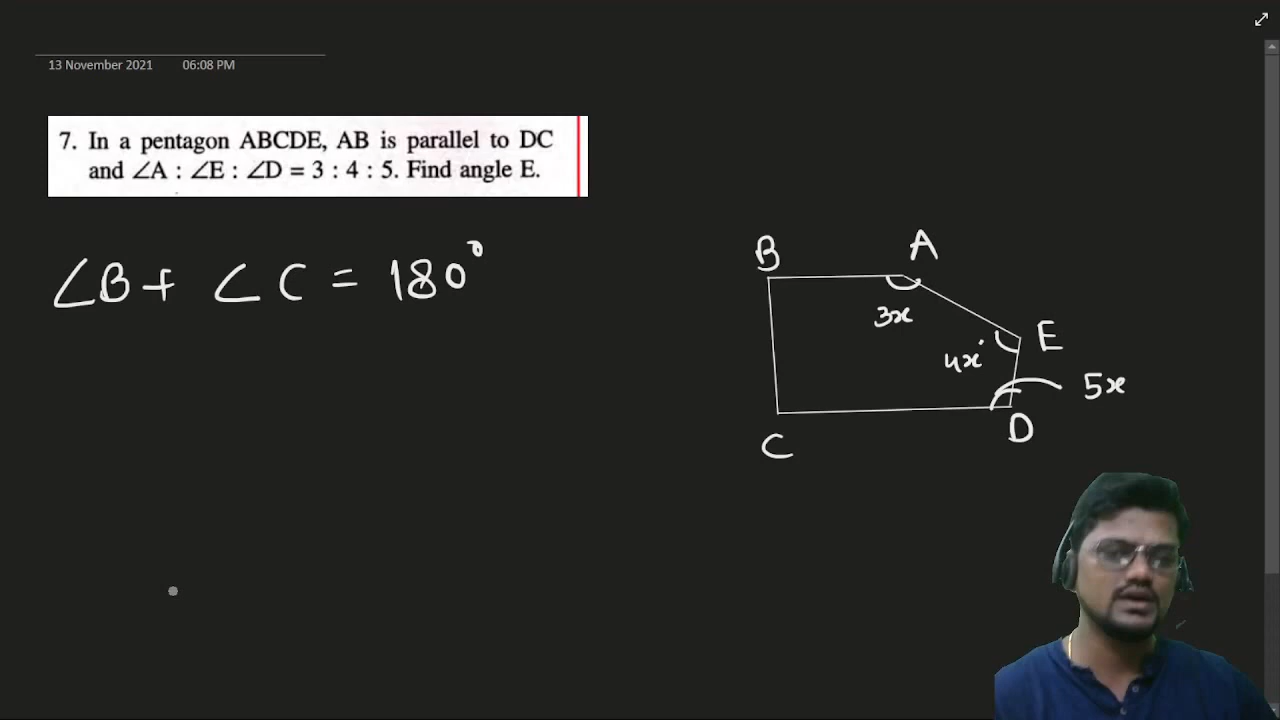 13 November 2021 06:08 PM
7. In a pentagon ABCDE, AB is parallel to DC
and ∠A : ∠E : ∠D = 3 : 4 : 5. Find angle E.
∠B + ∠C = 180°
B
A
3x
E
4x
5x
D
C